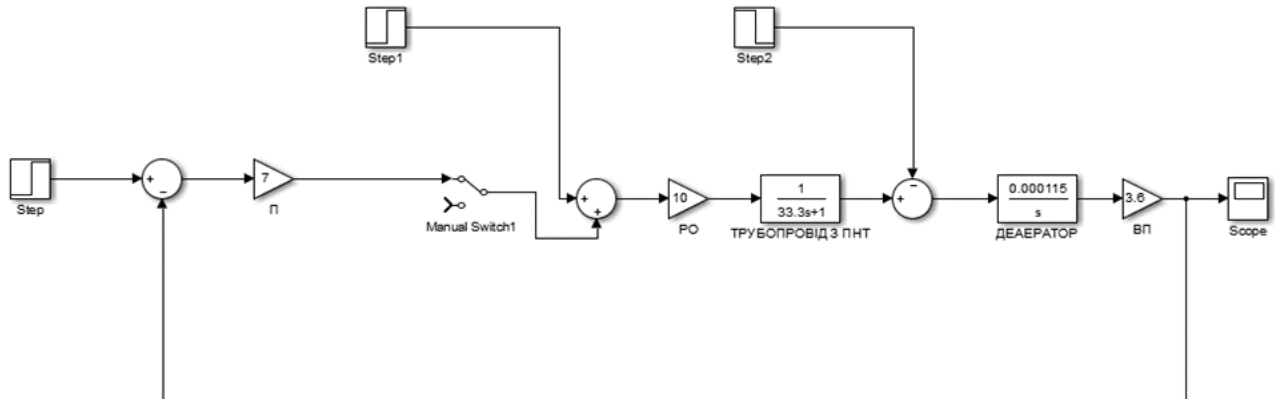 Step1
Step2
+
−
Step
7
П
Manual Switch1
+
+
10
РО
1
33.3s+1
ТРУБОПРОВІД З ПНТ
−
+
0.000115
s
ДЕАЕРАТОР
3.6
ВП
Scope